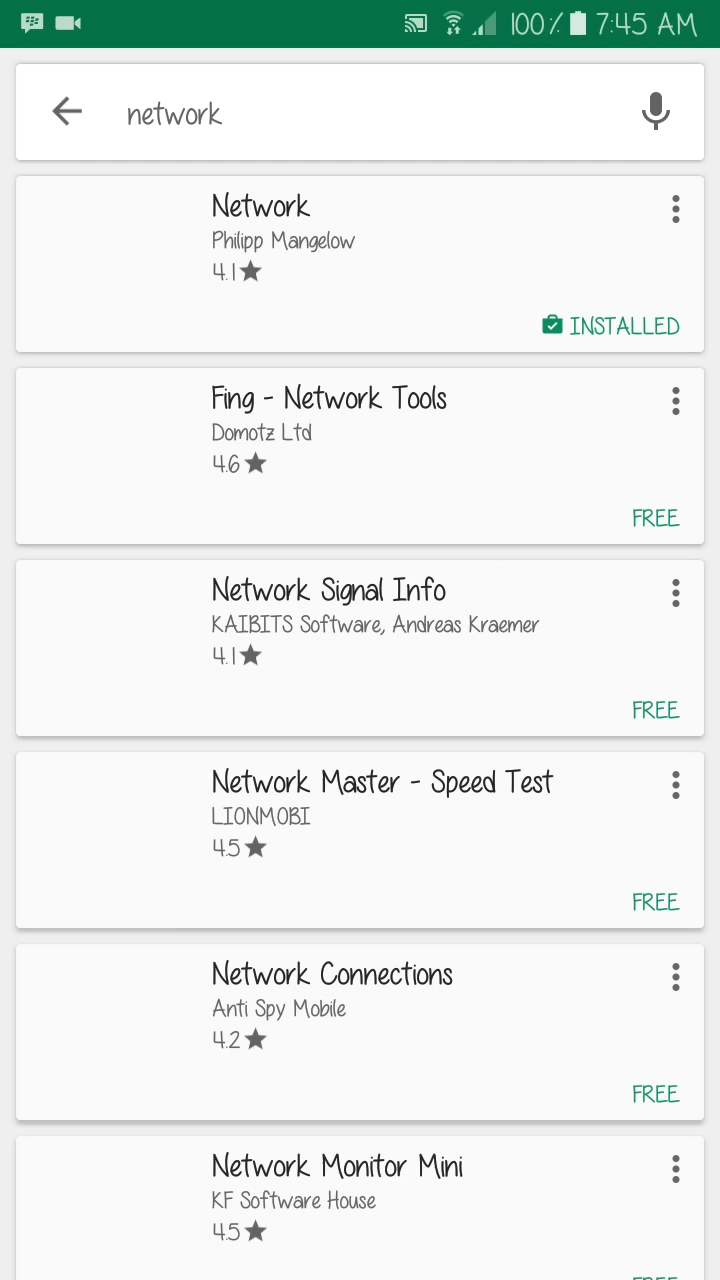 100% 7:45 AM
network
Network
Philipp Mangelow
4.1★
INSTALLED
Fing - Network Tools
Domotz Ltd
4.6★
FREE
Network Signal Info
KAIBITS Software, Andreas Kraemer
4.1★
FREE
Network Master - Speed Test
LIONMOBI
4.5★
FREE
Network Connections
Anti Spy Mobile
4.2★
FREE
Network Monitor Mini
KF Software House
4.5★